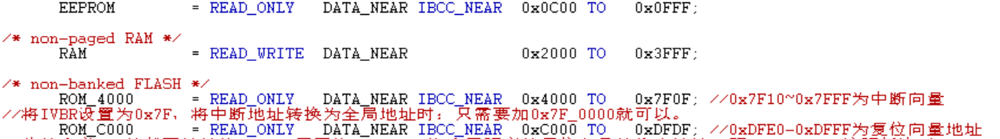 EEPROM = READ_ONLY DATA_NEAR IBCC_NEAR 0x0C00 TO 0x0FFF;
/* non-paged RAM */
RAM = READ_WRITE DATA_NEAR 0x2000 TO 0x3FFF;
/* non-banked FLASH */
ROM_4000 = READ_ONLY DATA_NEAR IBCC_NEAR 0x4000 TO 0x7F0F; //0x7F10~0x7FFF为中断向量
//将IVBR设置为0x7F, 将中断地址转换为全局地址时; 只需要加0x7F_0000就可以。
ROM_C000 = READ_ONLY DATA_NEAR IBCC_NEAR 0xC000 TO 0xDFDF; //0xDFE0-0xDFFF为复位向量地址